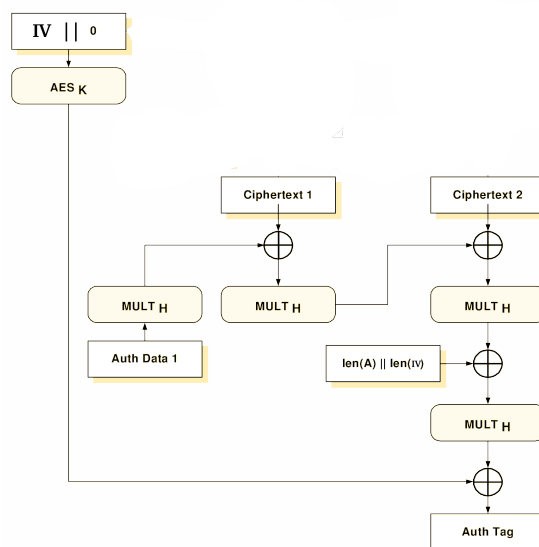 IV || 0
AES K
Ciphertext 1
Ciphertext 2
MULT H
MULT H
MULT H
Auth Data 1
len(A) || len(IV)
MULT H
Auth Tag